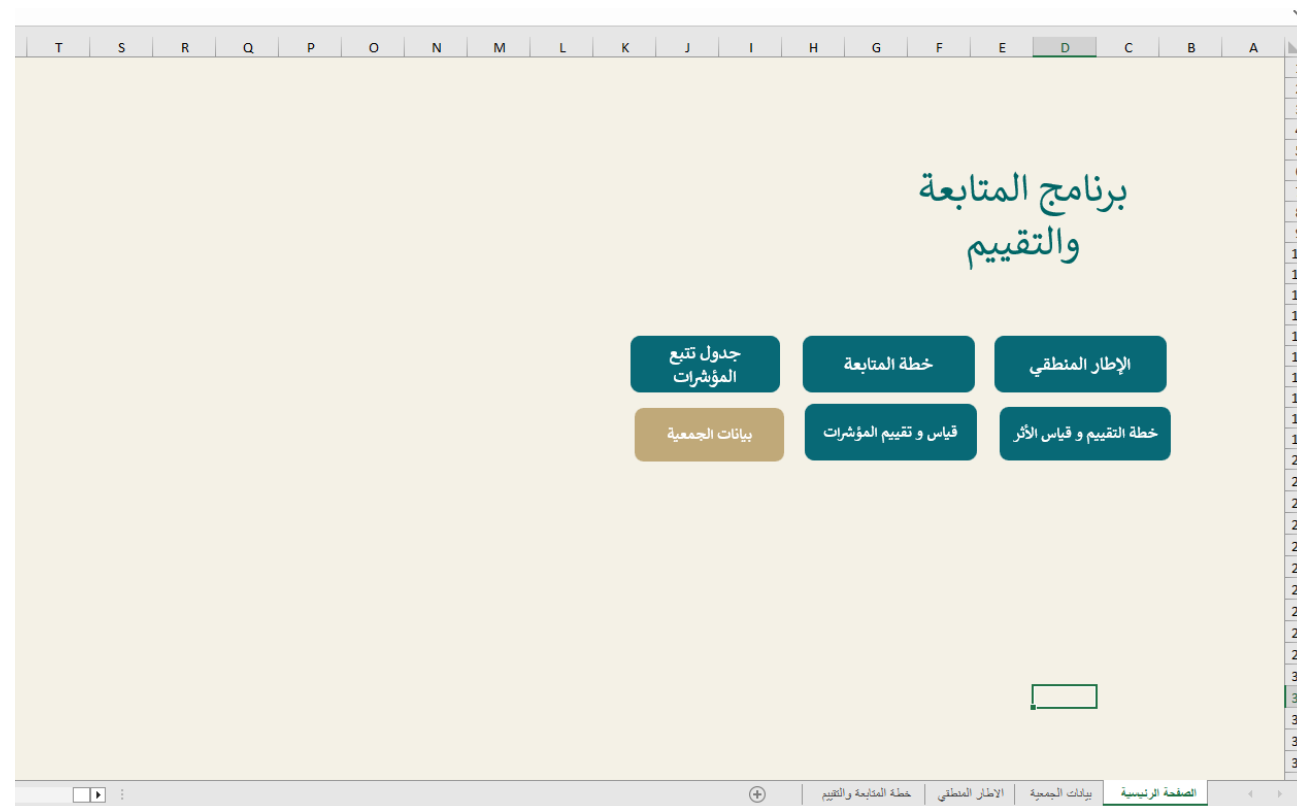 A B C D E F G H I J K L M N O P Q R S T
برنامج المتابعة
والتقييم
الإطار المنطقي
خطة المتابعة
جدول تتبع
المؤشرات
خطة التقييم و قياس الأثر
قياس و تقييم المؤشرات
بيانات الجمعية
الصفحة الرئيسية
بيانات الجمعية
الاطار المنطقي
خطة المتابعة والتقييم